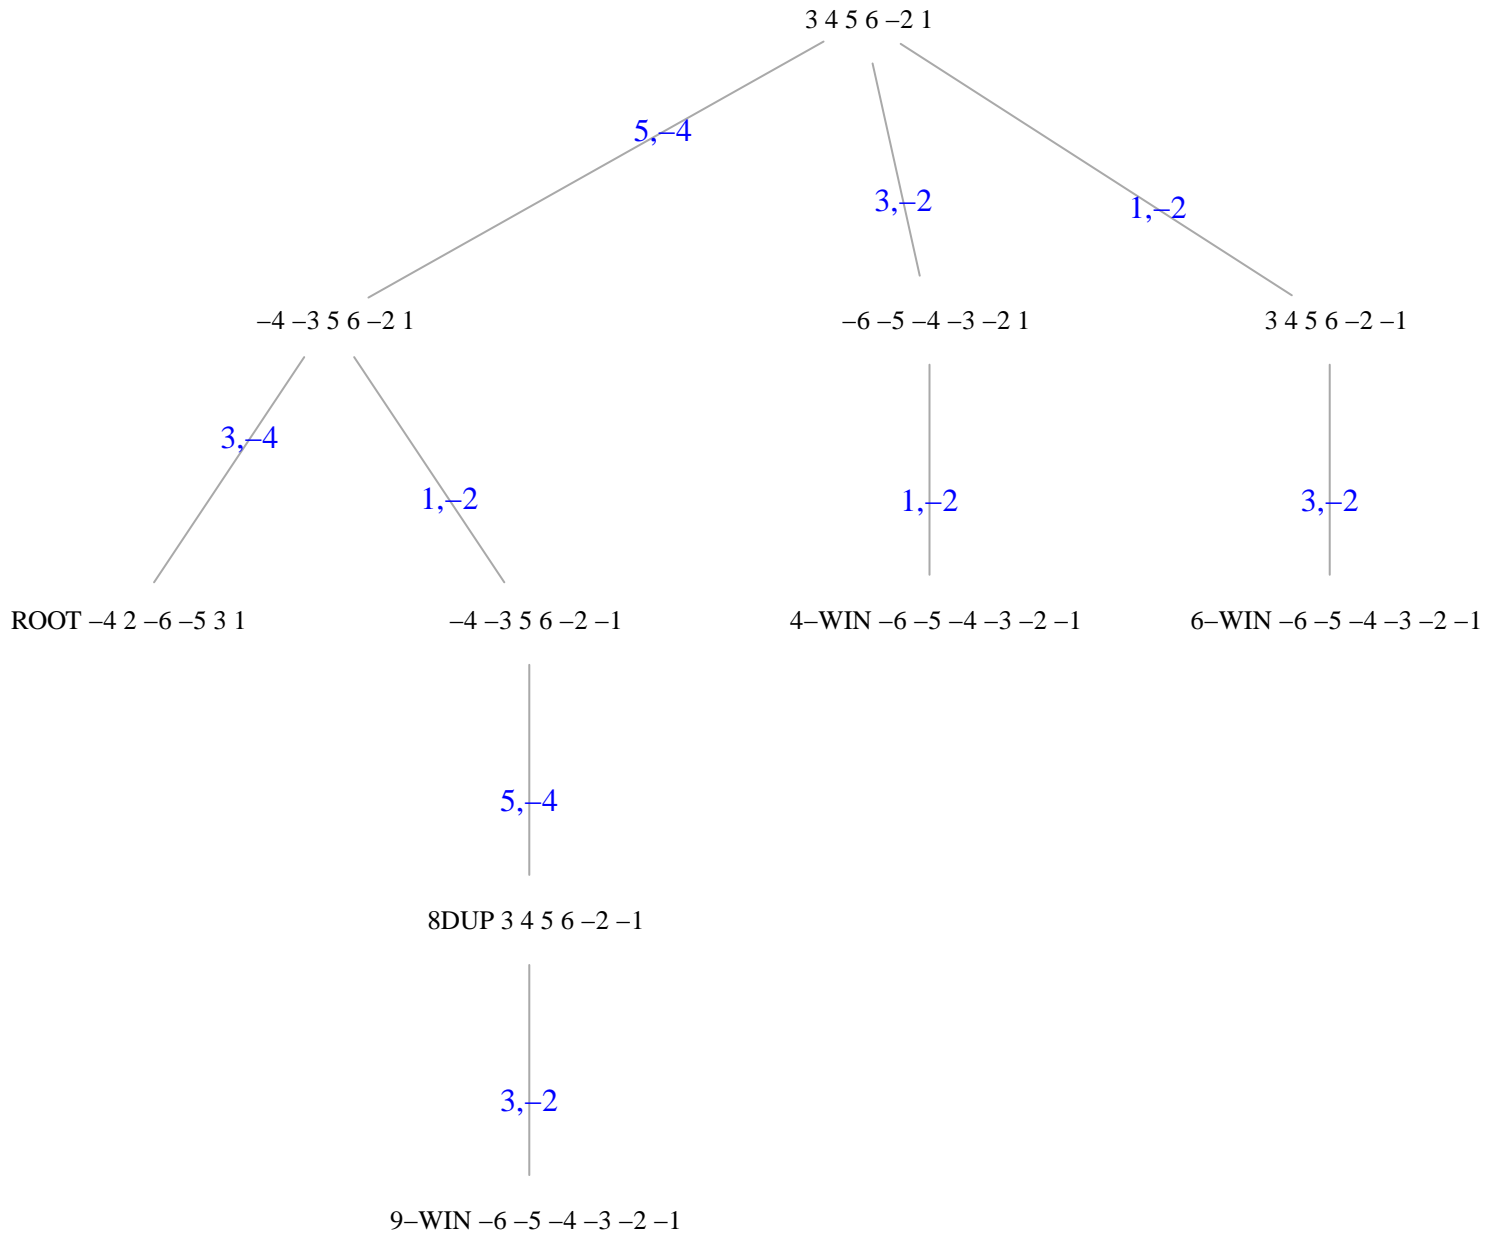 3 4 5 6 –2 1
5,–4
3,–2
1,–2
–4 –3 5 6 –2 1
–6 –5 –4 –3 –2 1
3 4 5 6 –2 –1
3,–4
1,–2
1,–2
3,–2
ROOT –4 2 –6 –5 3 1
–4 –3 5 6 –2 –1
4–WIN –6 –5 –4 –3 –2 –1
6–WIN –6 –5 –4 –3 –2 –1
5,–4
8DUP 3 4 5 6 –2 –1
3,–2
9–WIN –6 –5 –4 –3 –2 –1